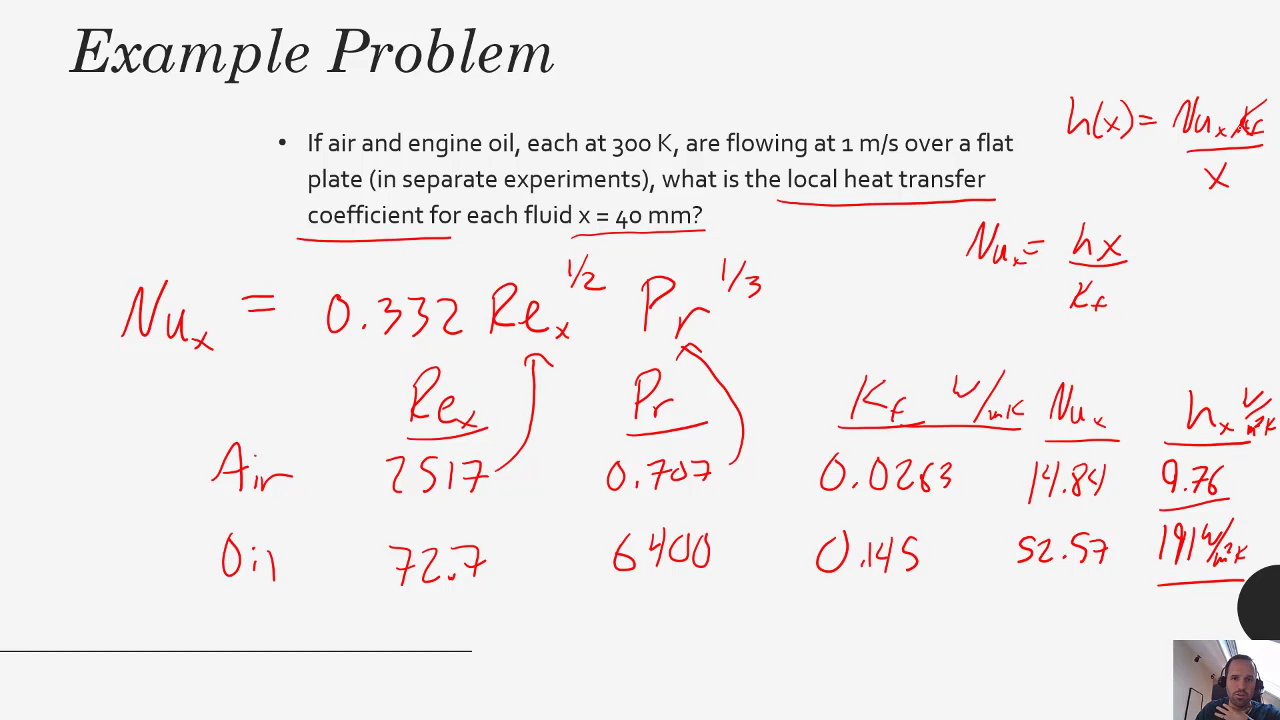 Example Problem
h(x) = Nuₓ Kf / x
• If air and engine oil, each at 300 K, are flowing at 1 m/s over a flat
plate (in separate experiments), what is the local heat transfer
coefficient for each fluid x = 40 mm?
Nuₓ = hx / Kf
Nuₓ = 0.332 Reₓ^1/2 Pr^1/3
Reₓ Pr Kf W/mK Nuₓ hₓ W/m²K
Air 2517 0.707 0.0263 14.84 9.76
Oil 72.7 6400 0.145 52.57 191 W/m²K